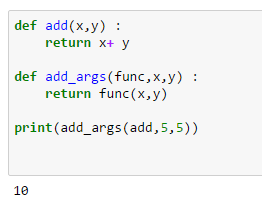 def add(x,y) :
    return x+ y
def add_args(func,x,y) :
    return func(x,y)
print(add_args(add,5,5))
10